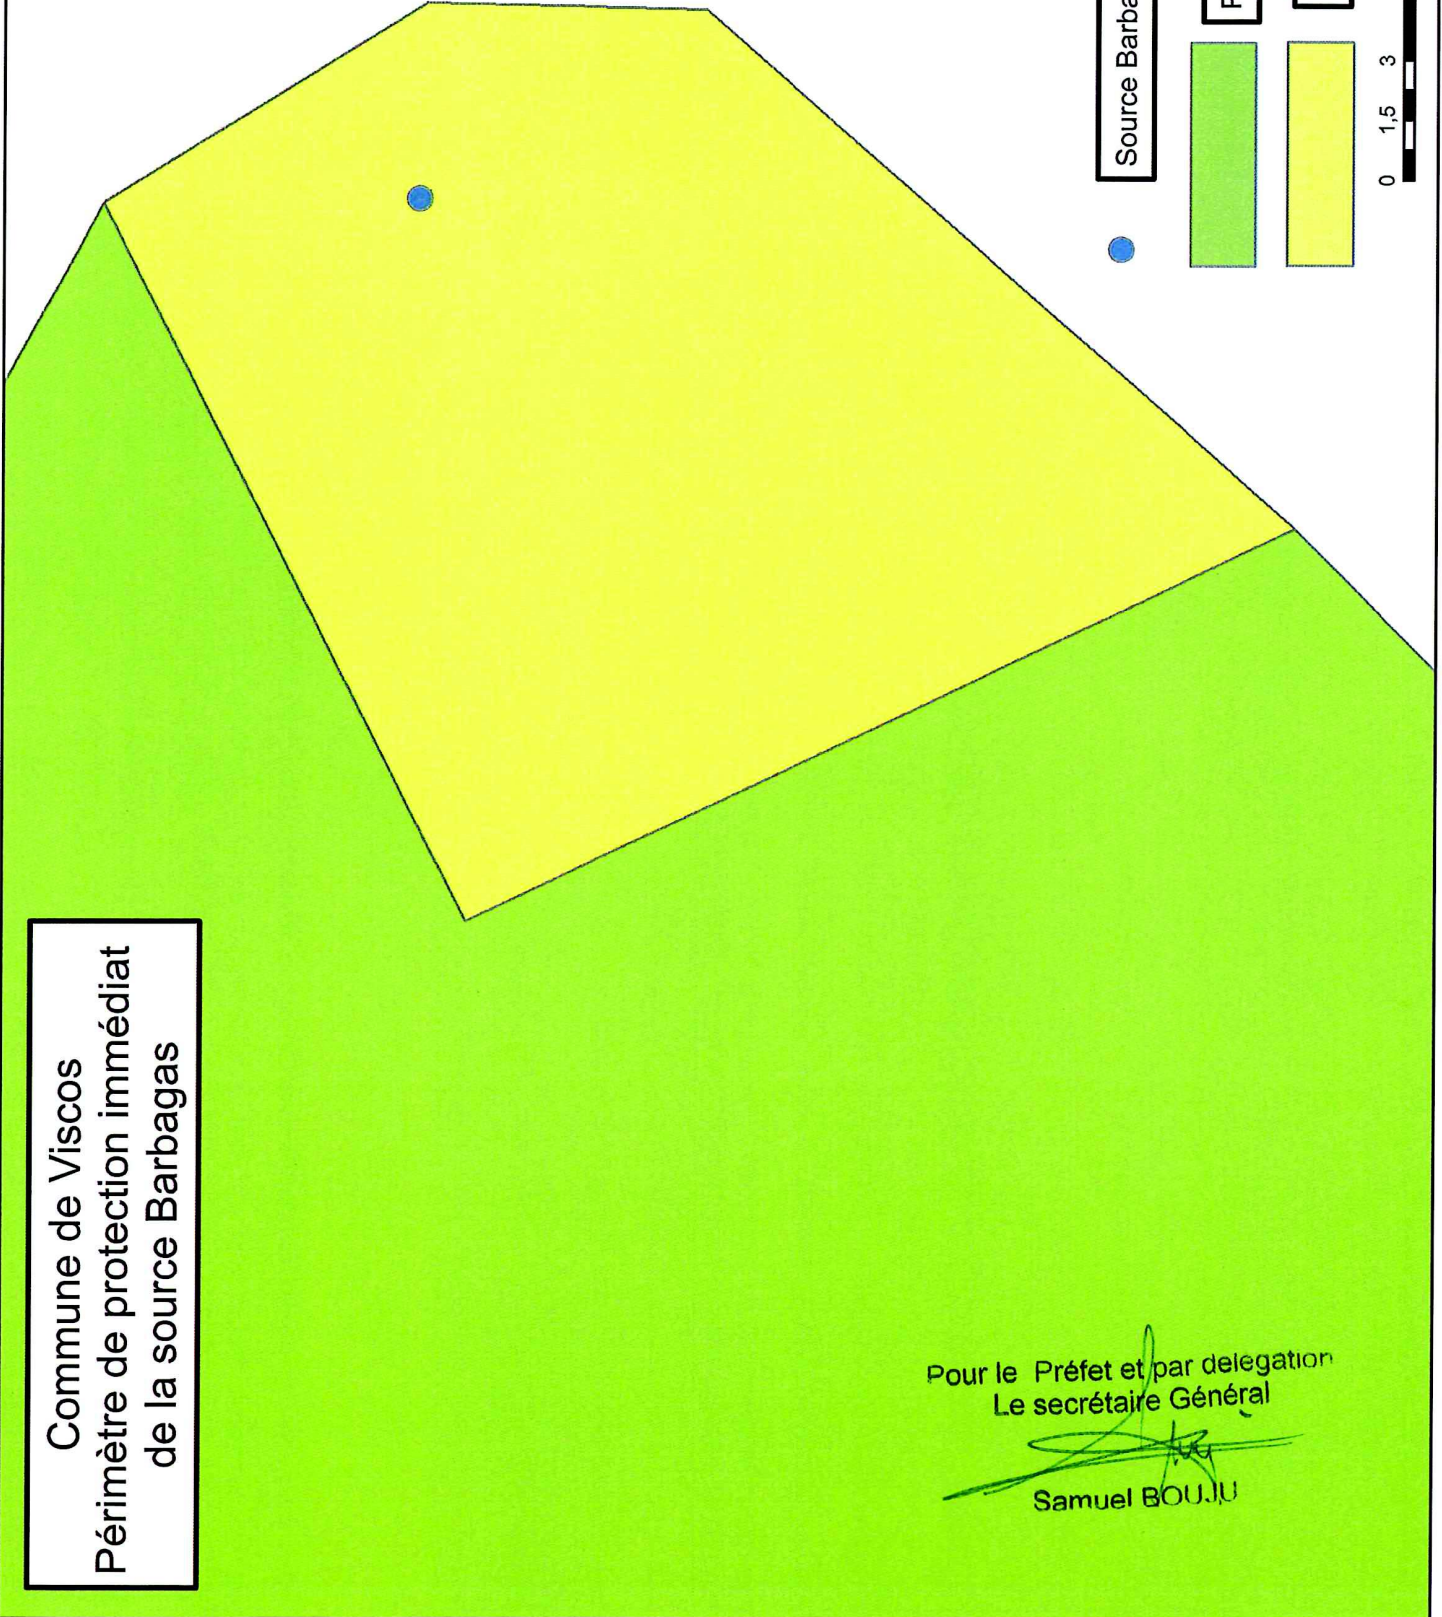 Commune de Viscos
Périmètre de protection immédiat
de la source Barbagas
Source Barba
P
0 1,5 3
Pour le Préfet et par delegation
Le secrétaire Général
Samuel BOUJU